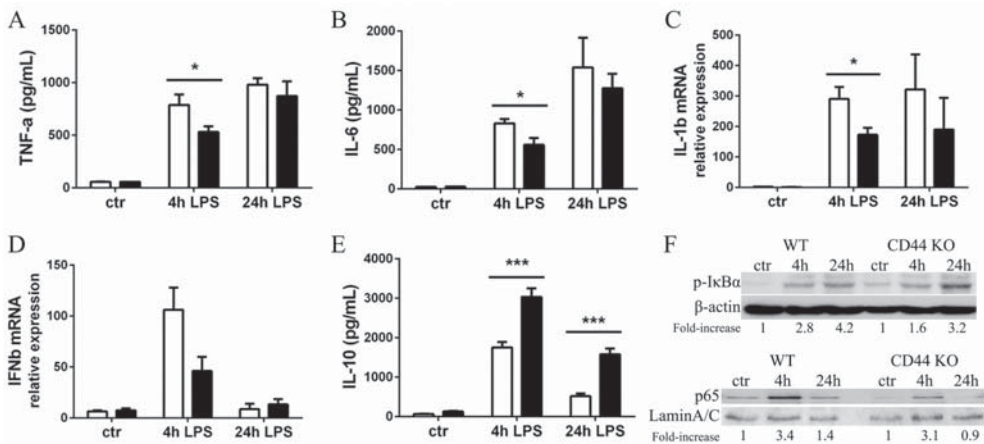 A
TNF-a (pg/mL)
1500
1000
500
0
*
ctr 4h LPS 24h LPS
B
IL-6 (pg/mL)
2000
1500
1000
500
0
*
ctr 4h LPS 24h LPS
C
IL-1b mRNA
relative expression
500
400
300
200
100
0
*
ctr 4h LPS 24h LPS
D
IFNb mRNA
relative expression
150
100
50
0
ctr 4h LPS 24h LPS
E
IL-10 (pg/mL)
4000
3000
2000
1000
0
***
***
ctr 4h LPS 24h LPS
F
WT CD44 KO
ctr 4h 24h ctr 4h 24h
p-IκBα
β-actin
Fold-increase 1 2.8 4.2 1 1.6 3.2
WT CD44 KO
ctr 4h 24h ctr 4h 24h
p65
LaminA/C
Fold-increase 1 3.4 1.4 1 3.1 0.9